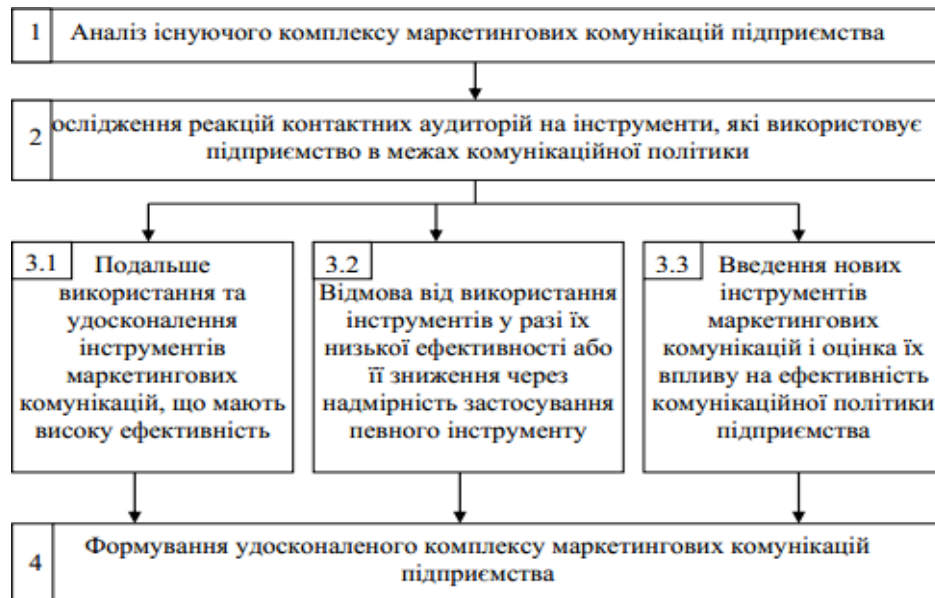 1
Аналіз існуючого комплексу маркетингових комунікацій підприємства
2
ослідження реакцій контактних аудиторій на інструменти, які використовує
підприємство в межах комунікаційної політики
3.1
Подальше
використання та
удосконалення
інструментів
маркетингових
комунікацій, що мають
високу ефективність
3.2
Відмова від використання
інструментів у разі їх
низької ефективності або
її зниження через
надмірність застосування
певного інструменту
3.3
Введення нових
інструментів
маркетингових
комунікацій і оцінка їх
впливу на ефективність
комунікаційної політики
підприємства
4
Формування удосконаленого комплексу маркетингових комунікацій
підприємства